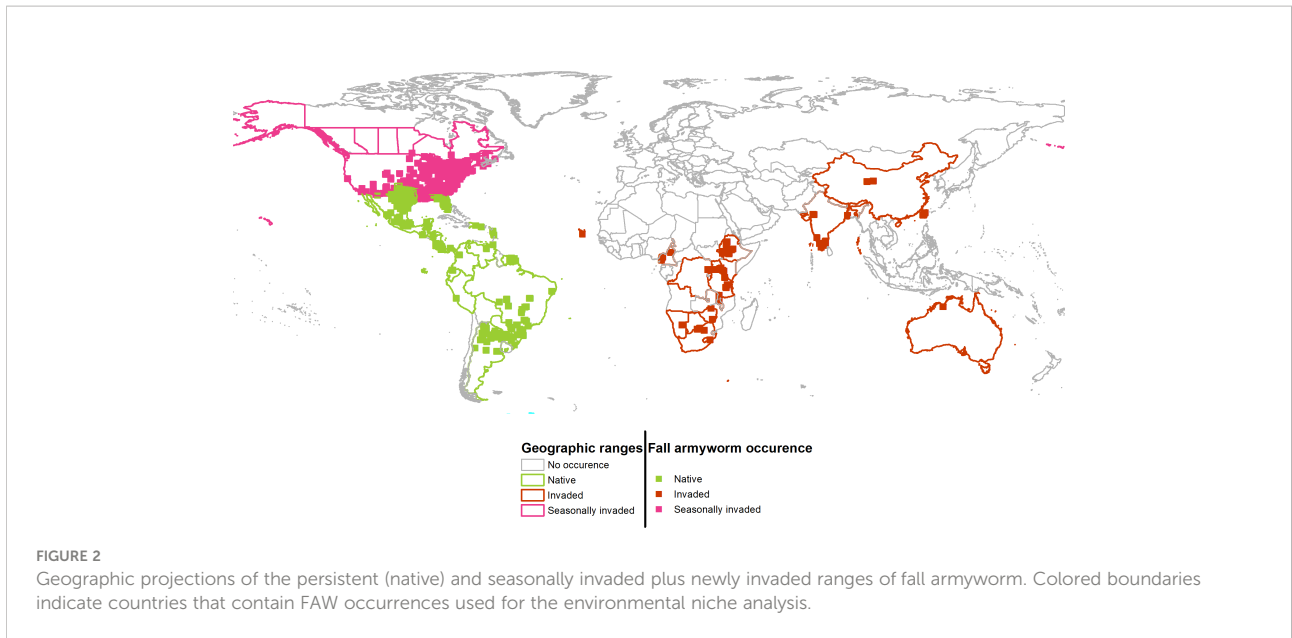 Geographic ranges
No occurence
Native
Invaded
Seasonally invaded
Fall armyworm occurence
Native
Invaded
Seasonally invaded
FIGURE 2
Geographic projections of the persistent (native) and seasonally invaded plus newly invaded ranges of fall armyworm. Colored boundaries
indicate countries that contain FAW occurrences used for the environmental niche analysis.